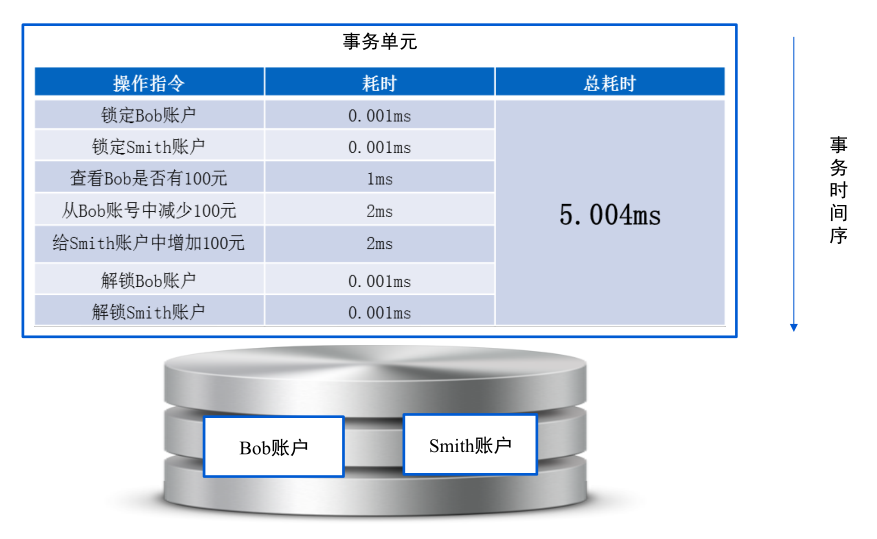 事务单元
操作指令 耗时 总耗时
锁定Bob账户 0.001ms
锁定Smith账户 0.001ms
查看Bob是否有100元 1ms
从Bob账号中减少100元 2ms
给Smith账户中增加100元 2ms
解锁Bob账户 0.001ms
解锁Smith账户 0.001ms
5.004ms
事务时间序
Bob账户
Smith账户